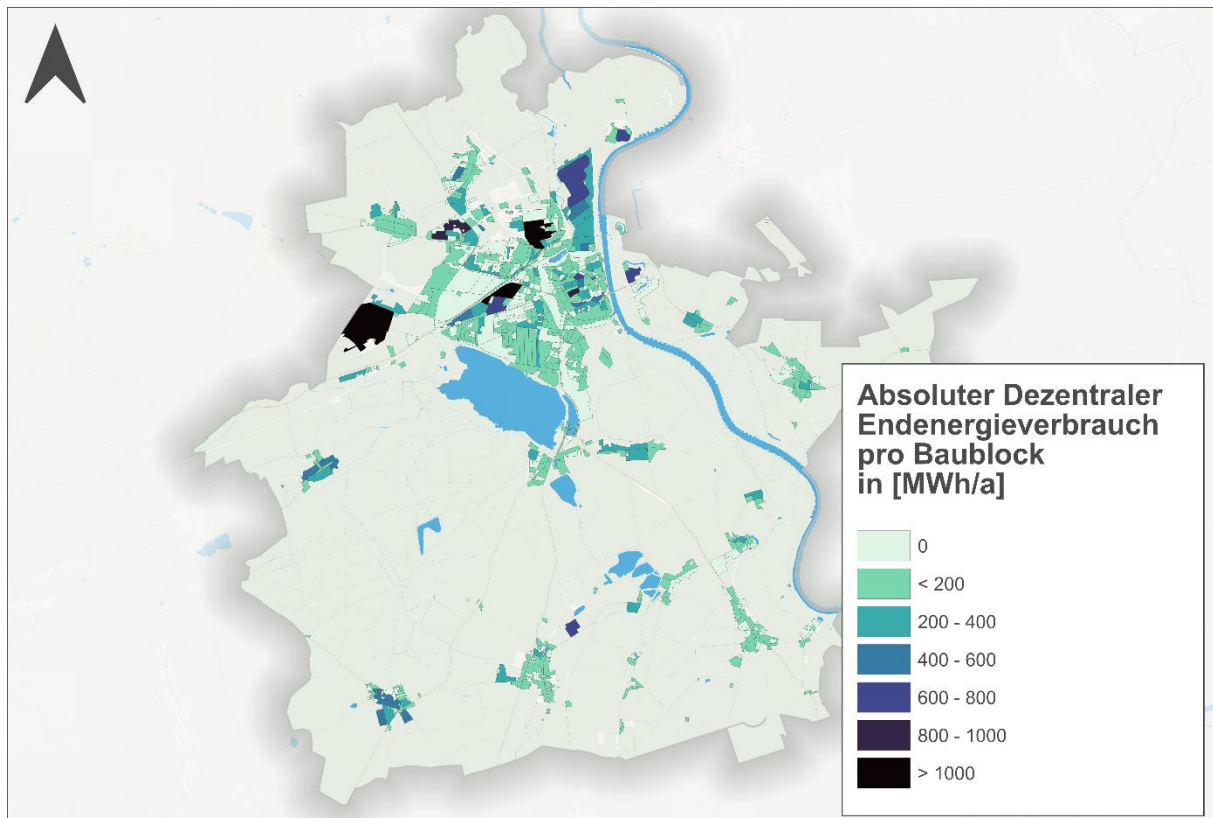 Absoluter Dezentraler
Endenergieverbrauch
pro Baublock
in [MWh/a]
0
< 200
200 - 400
400 - 600
600 - 800
800 - 1000
> 1000